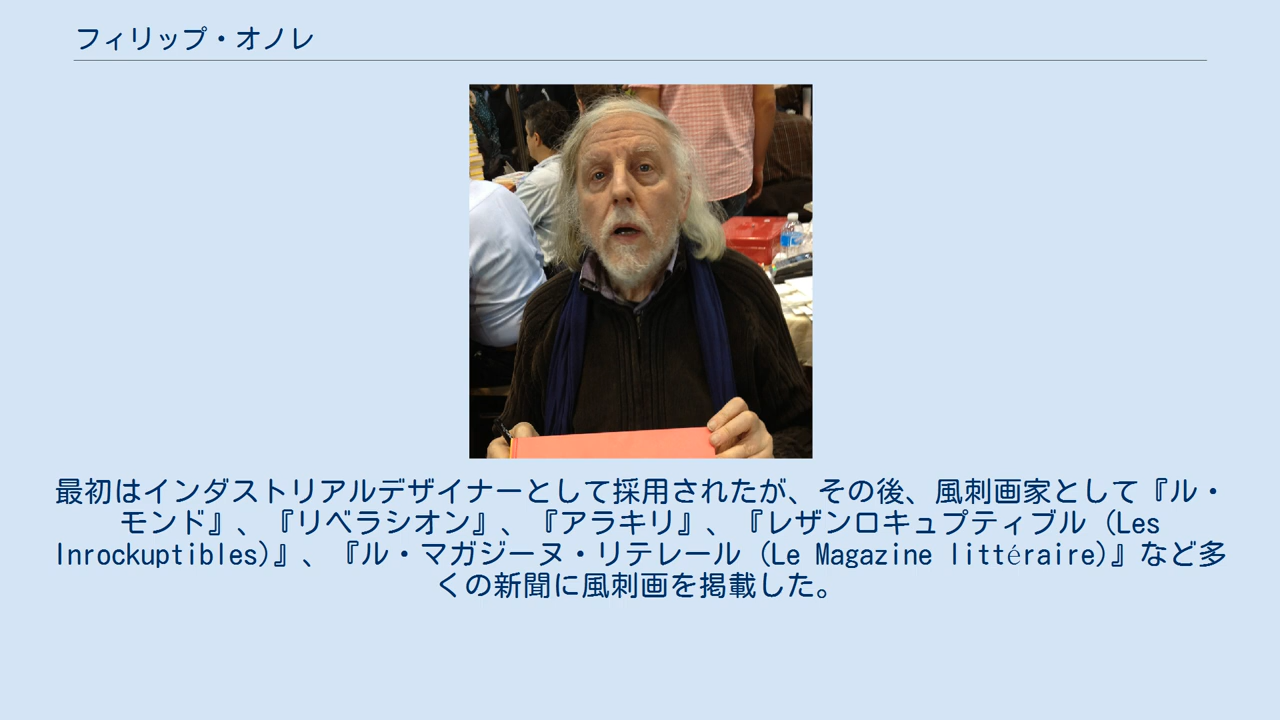 フィリップ・オノレ
最初はインダストリアルデザイナーとして採用されたが、その後、風刺画家として『ル・
モンド』、『リベラシオン』、『アラキリ』、『レザンロキュプティブル (Les
Inrockuptibles)』、『ル・マガジーヌ・リテレール (Le Magazine littéraire)』など多
くの新聞に風刺画を掲載した。